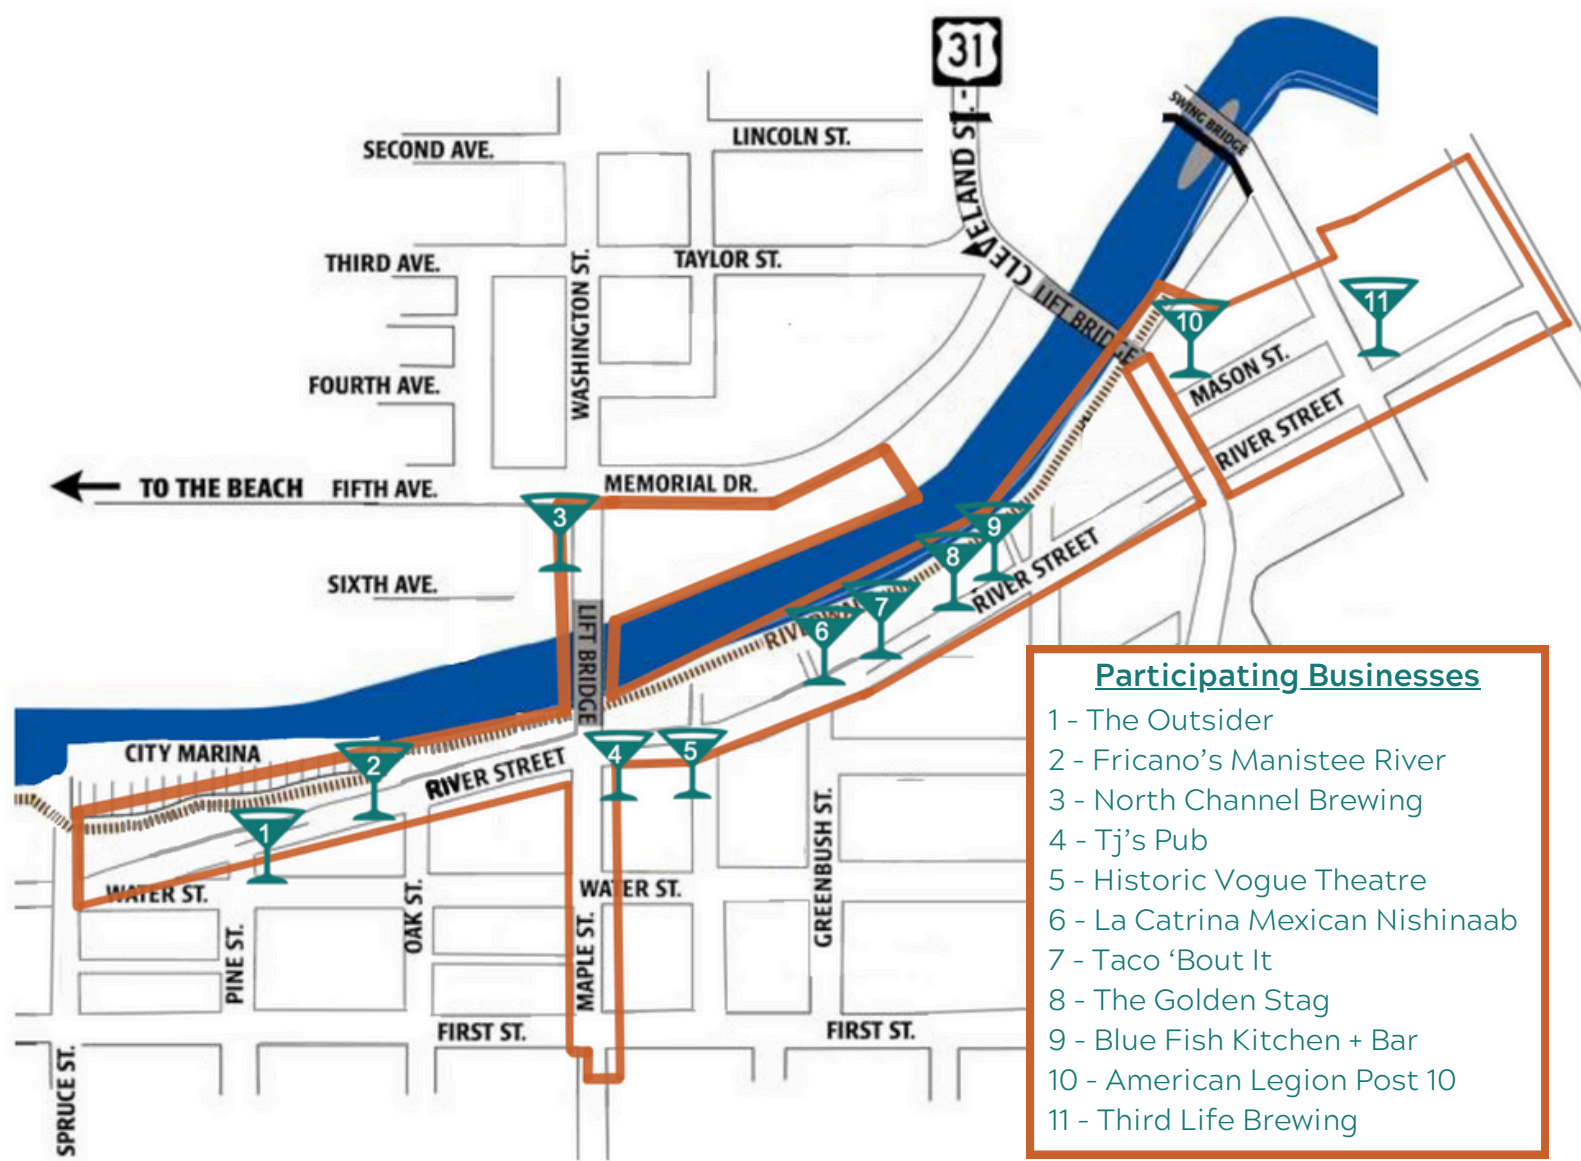 31
SWING BRIDGE
LINCOLN ST.
SECOND AVE.
CLEVELAND ST.
THIRD AVE.
TAYLOR ST.
WASHINGTON ST.
LIFT BRIDGE
11
10
MASON ST.
FOURTH AVE.
RIVER STREET
TO THE BEACH
FIFTH AVE.
MEMORIAL DR.
3
9
8
RIVER STREET
SIXTH AVE.
7
6
LIFT BRIDGE
CITY MARINA
2
4
5
RIVER STREET
1
WATER ST.
WATER ST.
GREENBUSH ST.
OAK ST.
PINE ST.
MAPLE ST.
FIRST ST.
FIRST ST.
SPRUCE ST.
Participating Businesses
1 - The Outsider
2 - Fricano's Manistee River
3 - North Channel Brewing
4 - Tj's Pub
5 - Historic Vogue Theatre
6 - La Catrina Mexican Nishinaab
7 - Taco ‘Bout It
8 - The Golden Stag
9 - Blue Fish Kitchen + Bar
10 - American Legion Post 10
11 - Third Life Brewing